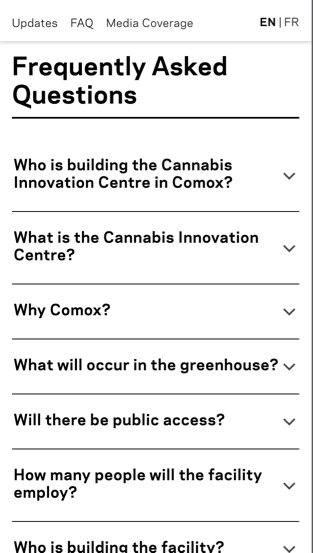 Updates FAQ Media Coverage EN | FR
Frequently Asked
Questions
Who is building the Cannabis
Innovation Centre in Comox?
What is the Cannabis Innovation
Centre?
Why Comox?
What will occur in the greenhouse?
Will there be public access?
How many people will the facility
employ?
Who is building the facility?